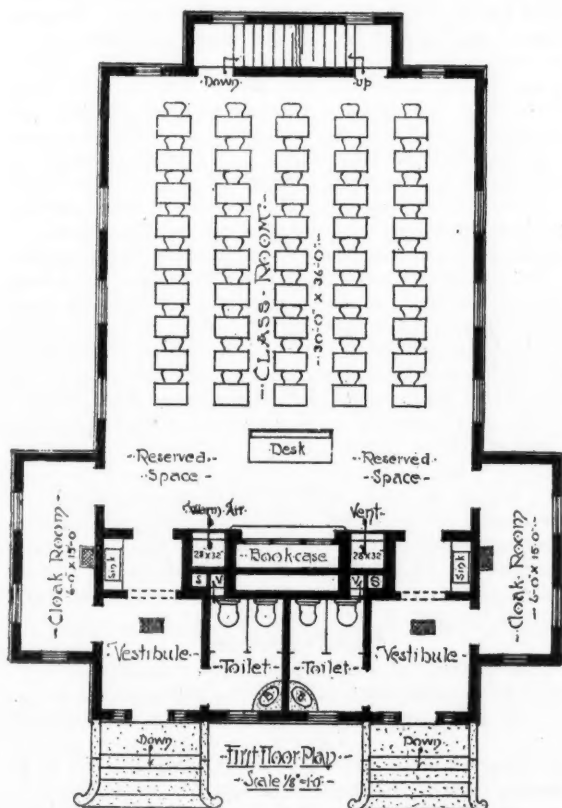 Down
Up
CLASS ROOM
30'-0" X 36'-0"
Desk
Reserved
Space
Reserved
Space
Warm Air
Vent
Cloak Room
6'-0" X 15'-0"
Sink
28"X32"
Bookcase
28"X32"
Sink
Cloak Room
6'-0" X 15'-0"
S
V
V
S
Vestibule
Toilet
Toilet
Vestibule
B
B
Down
Down
First Floor Plan
Scale 1/8"=1'-0"